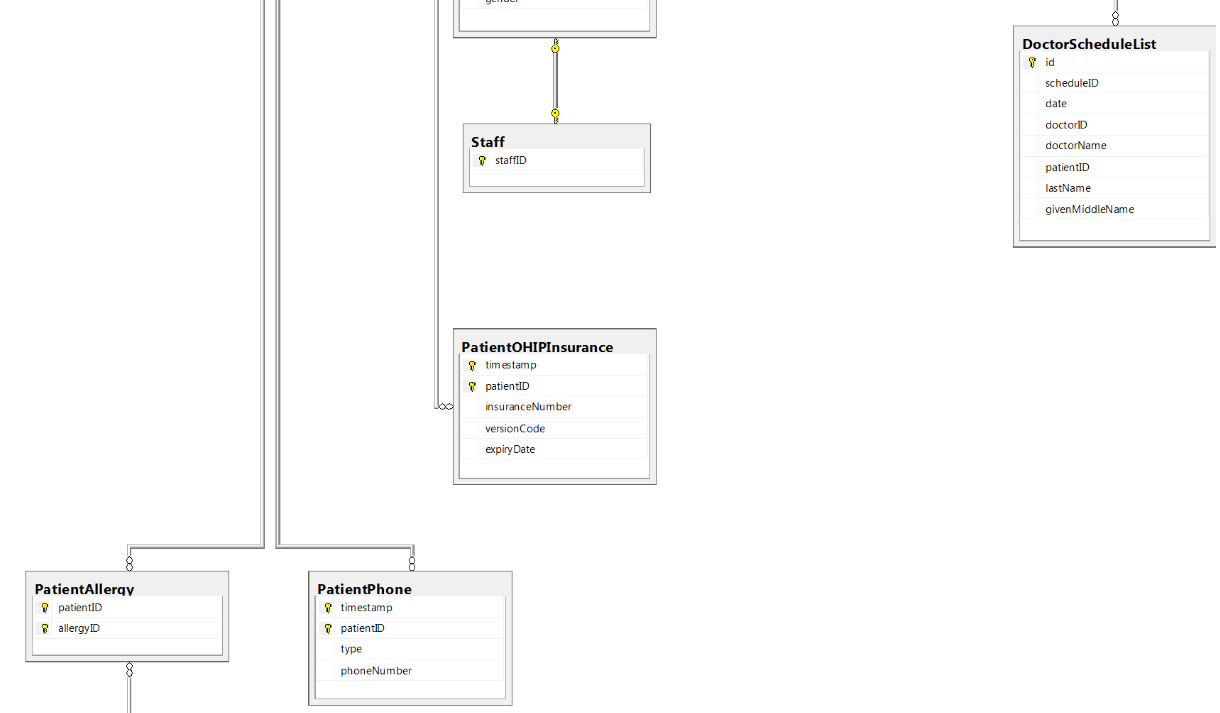 gender
Staff
staffID
DoctorScheduleList
id
scheduleID
date
doctorID
doctorName
patientID
lastName
givenMiddleName
PatientOHIPInsurance
timestamp
patientID
insuranceNumber
versionCode
expiryDate
PatientAllergy
patientID
allergyID
PatientPhone
timestamp
patientID
type
phoneNumber